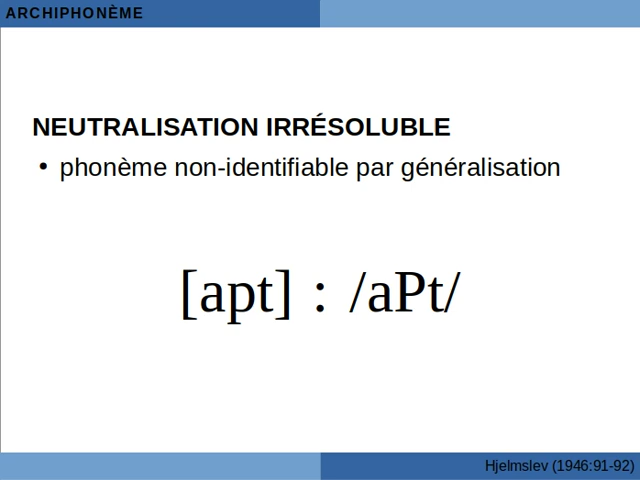 ARCHIPHONÈME
NEUTRALISATION IRRÉSOLUBLE
• phonème non-identifiable par généralisation
[apt] : /aPt/
Hjelmslev (1946:91-92)